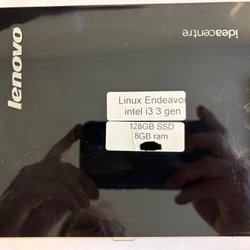 lenovo
ideacentre
Linux Endeavor
intel i3 3 gen
128GB SSD
8GB ram